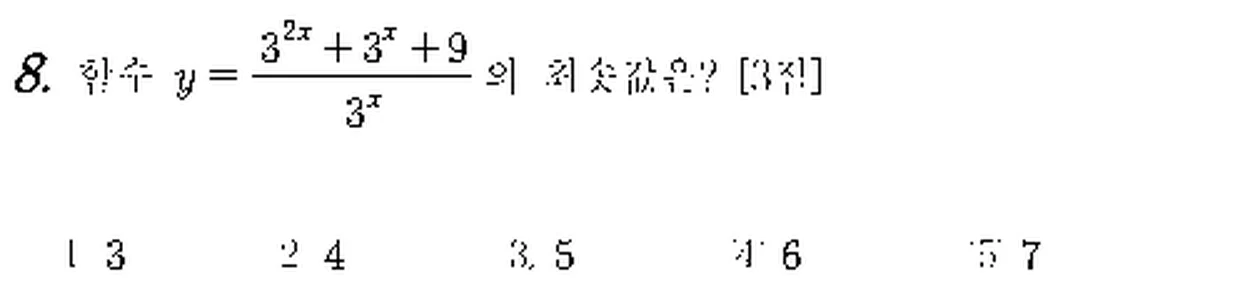 8. 함수 y = \frac{3^{2x}+3^{x}+9}{3^{x}} 의 최솟값은? [3점]
① 3 ② 4 ③ 5 ④ 6 ⑤ 7